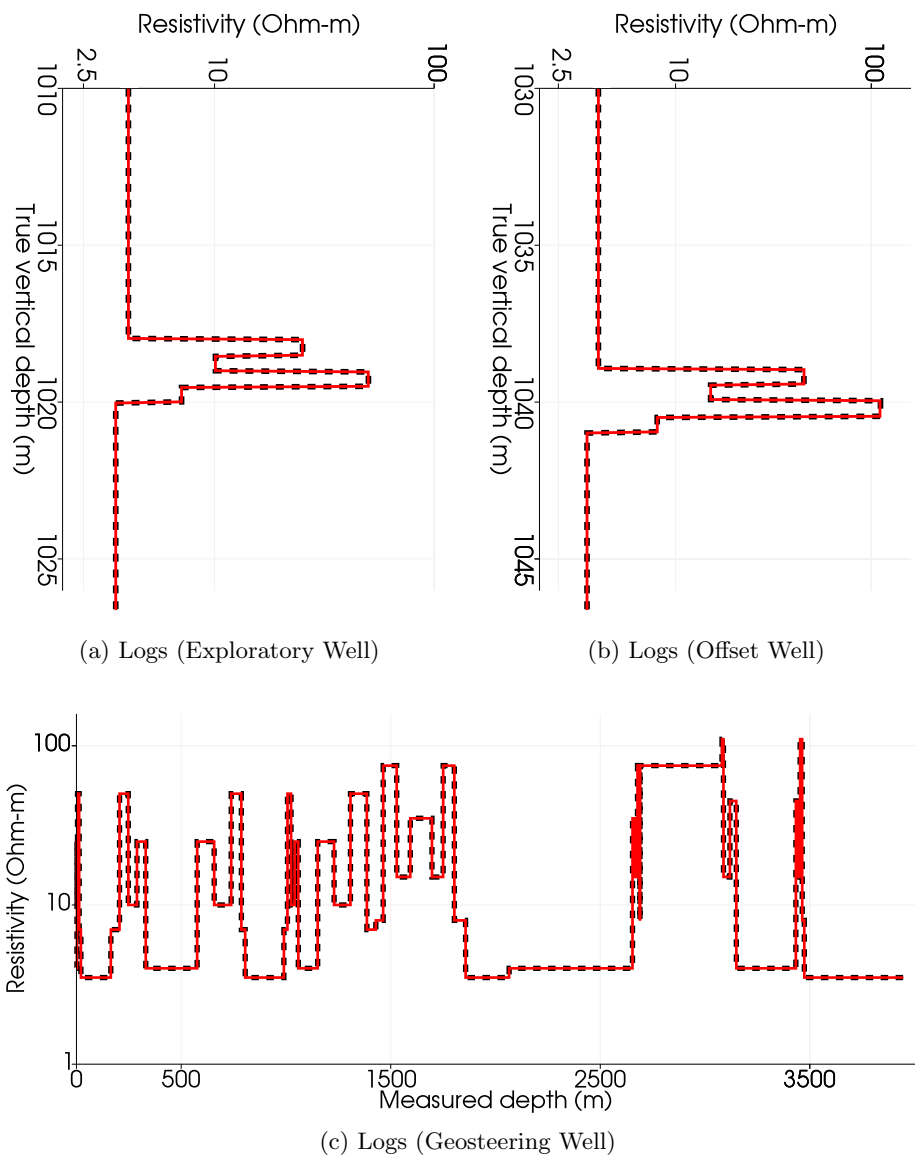 Resistivity (Ohm-m)
2.5
10
100
1010
1015
1020
1025
True vertical depth (m)
(a) Logs (Exploratory Well)
Resistivity (Ohm-m)
2.5
10
100
1030
1035
1040
1045
True vertical depth (m)
(b) Logs (Offset Well)
Resistivity (Ohm-m)
100
10
1
0
500
1500
2500
3500
Measured depth (m)
(c) Logs (Geosteering Well)